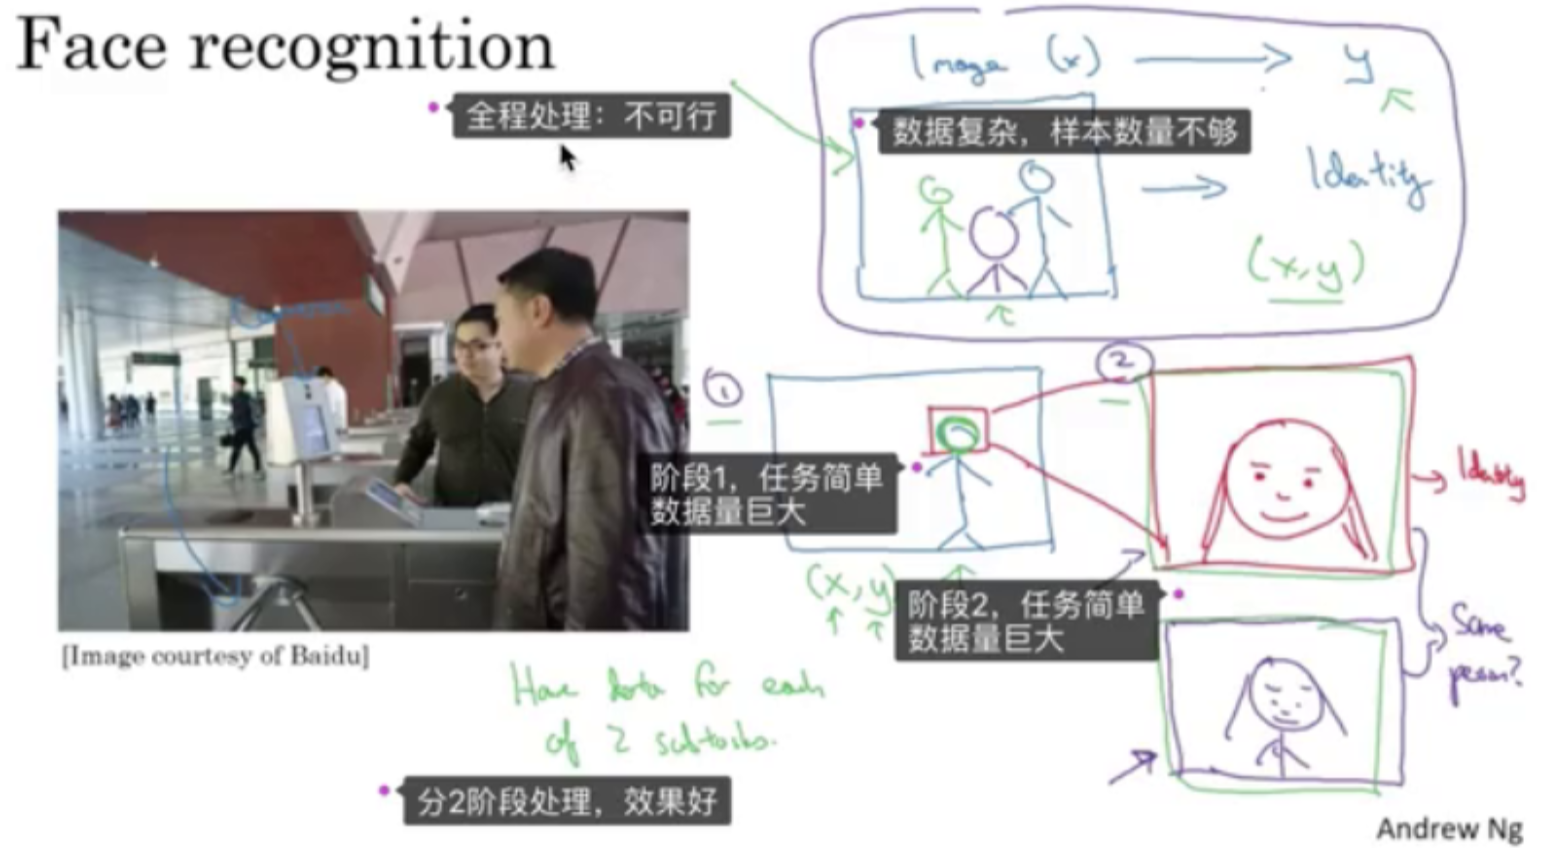 Face recognition
全程处理：不可行
Image (x) → y
数据复杂，样本数量不够
Identity
(x,y)
Camera
①
②
阶段1，任务简单
数据量巨大
Identity
(x,y)
阶段2，任务简单
数据量巨大
Same
person?
[Image courtesy of Baidu]
Have data for each
of 2 subtasks.
分2阶段处理，效果好
Andrew Ng